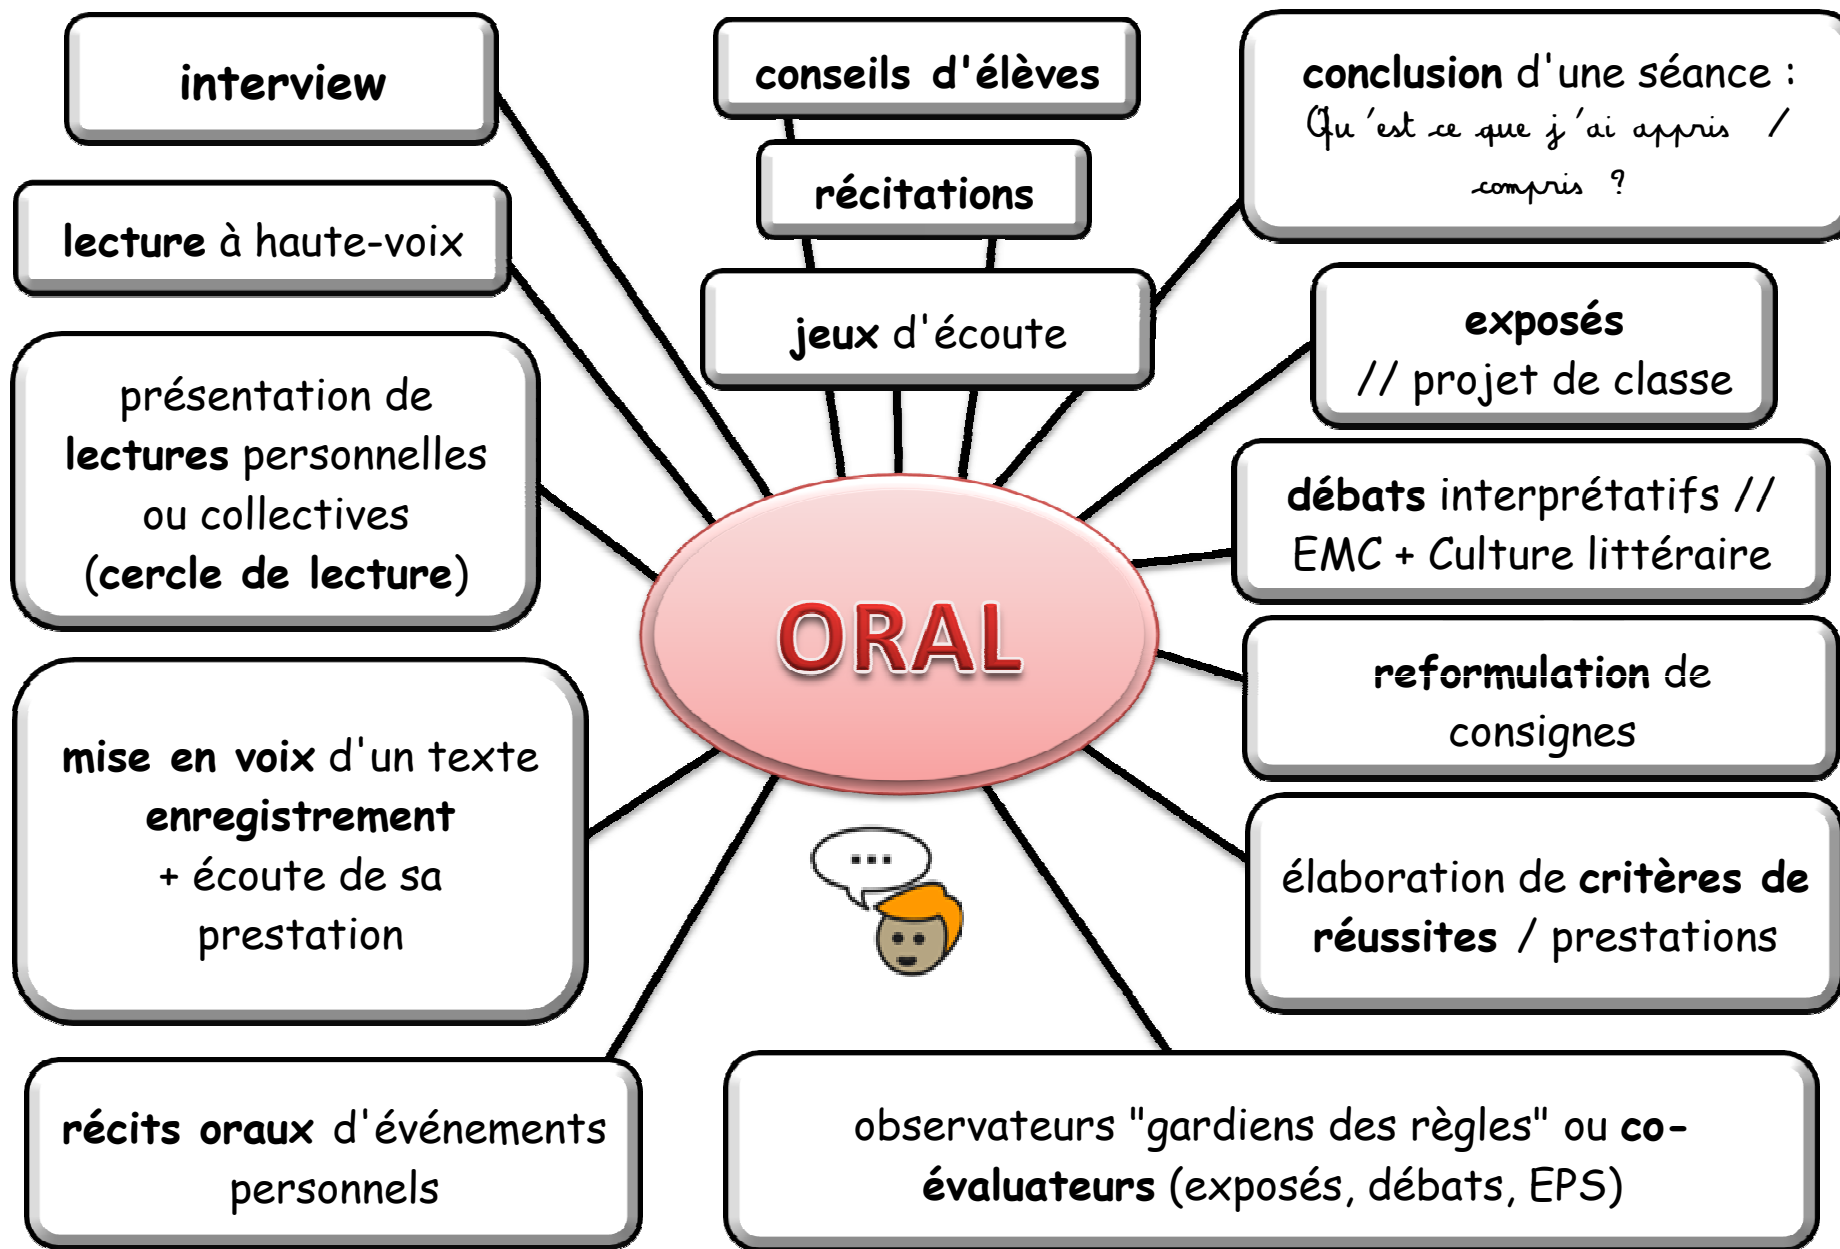 interview
lecture à haute-voix
présentation de
lectures personnelles
ou collectives
(cercle de lecture)
mise en voix d'un texte
enregistrement
+ écoute de sa
prestation
récits oraux d'événements
personnels
conseils d'élèves
récitations
jeux d'écoute
ORAL
...
conclusion d'une séance :
Qu'est ce que j'ai appris /
compris ?
exposés
// projet de classe
débats interprétatifs //
EMC + Culture littéraire
reformulation de
consignes
élaboration de critères de
réussites / prestations
observateurs "gardiens des règles" ou co-
évaluateurs (exposés, débats, EPS)